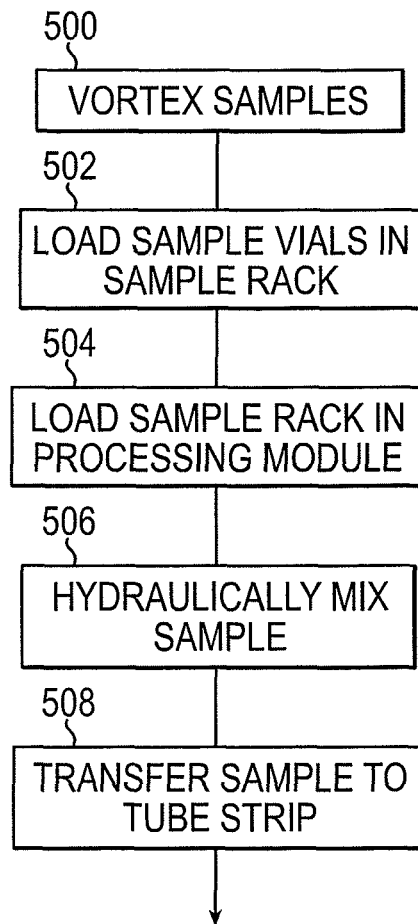 500
VORTEX SAMPLES
502
LOAD SAMPLE VIALS IN
SAMPLE RACK
504
LOAD SAMPLE RACK IN
PROCESSING MODULE
506
HYDRAULICALLY MIX
SAMPLE
508
TRANSFER SAMPLE TO
TUBE STRIP